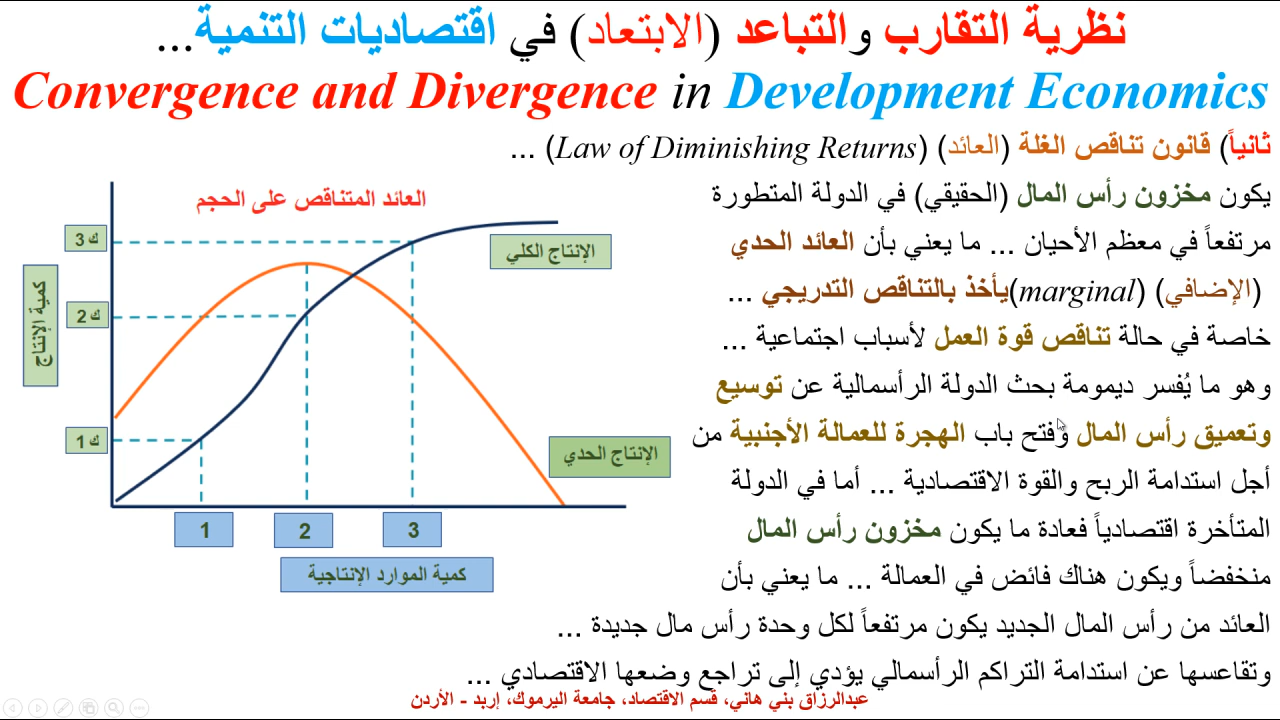 نظرية التقارب والتباعد (الابتعاد) في اقتصاديات التنمية...
Convergence and Divergence in Development Economics
ثانياً) قانون تناقص الغلة (العائد) (Law of Diminishing Returns) ...
يكون مخزون رأس المال (الحقيقي) في الدولة المتطورة
مرتفعاً في معظم الأحيان ... ما يعني بأن العائد الحدي
(الإضافي) (marginal)يأخذ بالتناقص التدريجي ...
خاصة في حالة تناقص قوة العمل لأسباب اجتماعية ...
وهو ما يُفسر ديمومة بحث الدولة الرأسمالية عن توسيع
وتعميق رأس المال وفتح باب الهجرة للعمالة الأجنبية من
أجل استدامة الربح والقوة الاقتصادية ... أما في الدولة
المتأخرة اقتصادياً فعادة ما يكون مخزون رأس المال
منخفضاً ويكون هناك فائض في العمالة ... ما يعني بأن
العائد من رأس المال الجديد يكون مرتفعاً لكل وحدة رأس مال جديدة ...
وتقاعسها عن استدامة التراكم الرأسمالي يؤدي إلى تراجع وضعها الاقتصادي ...
العائد المتناقص على الحجم
ك 3
الإنتاج الكلي
كمية الإنتاج
ك 2
ك 1
الإنتاج الحدي
1
2
3
كمية الموارد الإنتاجية
عبدالرزاق بني هاني، قسم الاقتصاد، جامعة اليرموك، إربد - الأردن